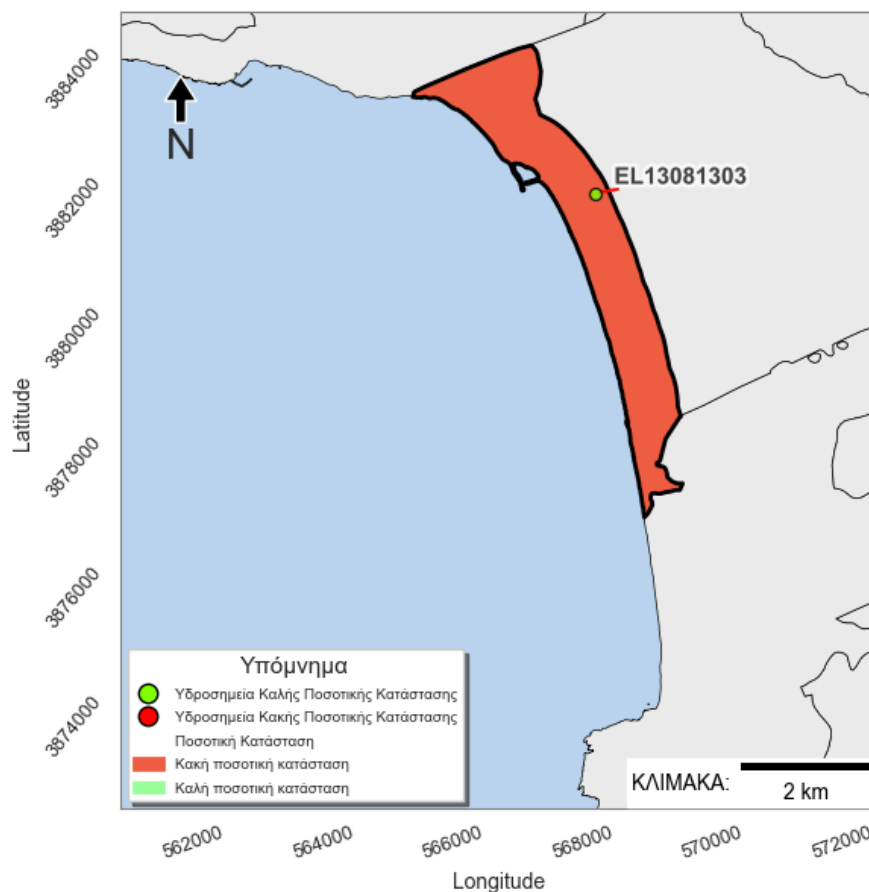 3884000
3882000
3880000
3878000
3876000
3874000
Latitude
N
EL13081303
Υπόμνημα
Υδροσημεία Καλής Ποσοτικής Κατάστασης
Υδροσημεία Κακής Ποσοτικής Κατάστασης
Ποσοτική Κατάσταση
Κακή ποσοτική κατάσταση
Καλή ποσοτική κατάσταση
ΚΛΙΜΑΚΑ:
2 km
562000
564000
566000
568000
570000
572000
Longitude